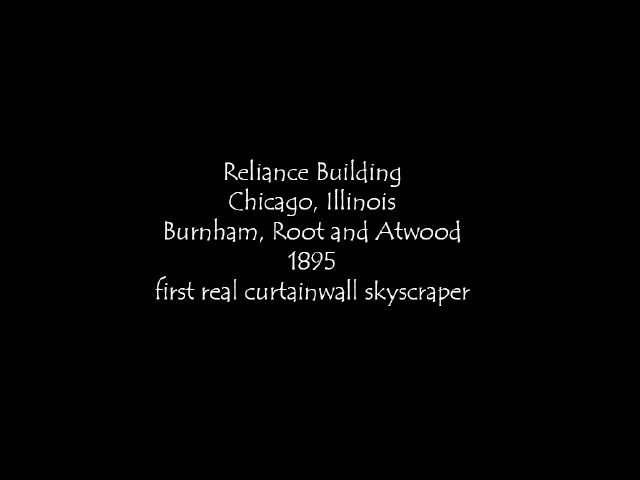 Reliance Building
Chicago, Illinois
Burnham, Root and Atwood
1895
first real curtainwall skyscraper